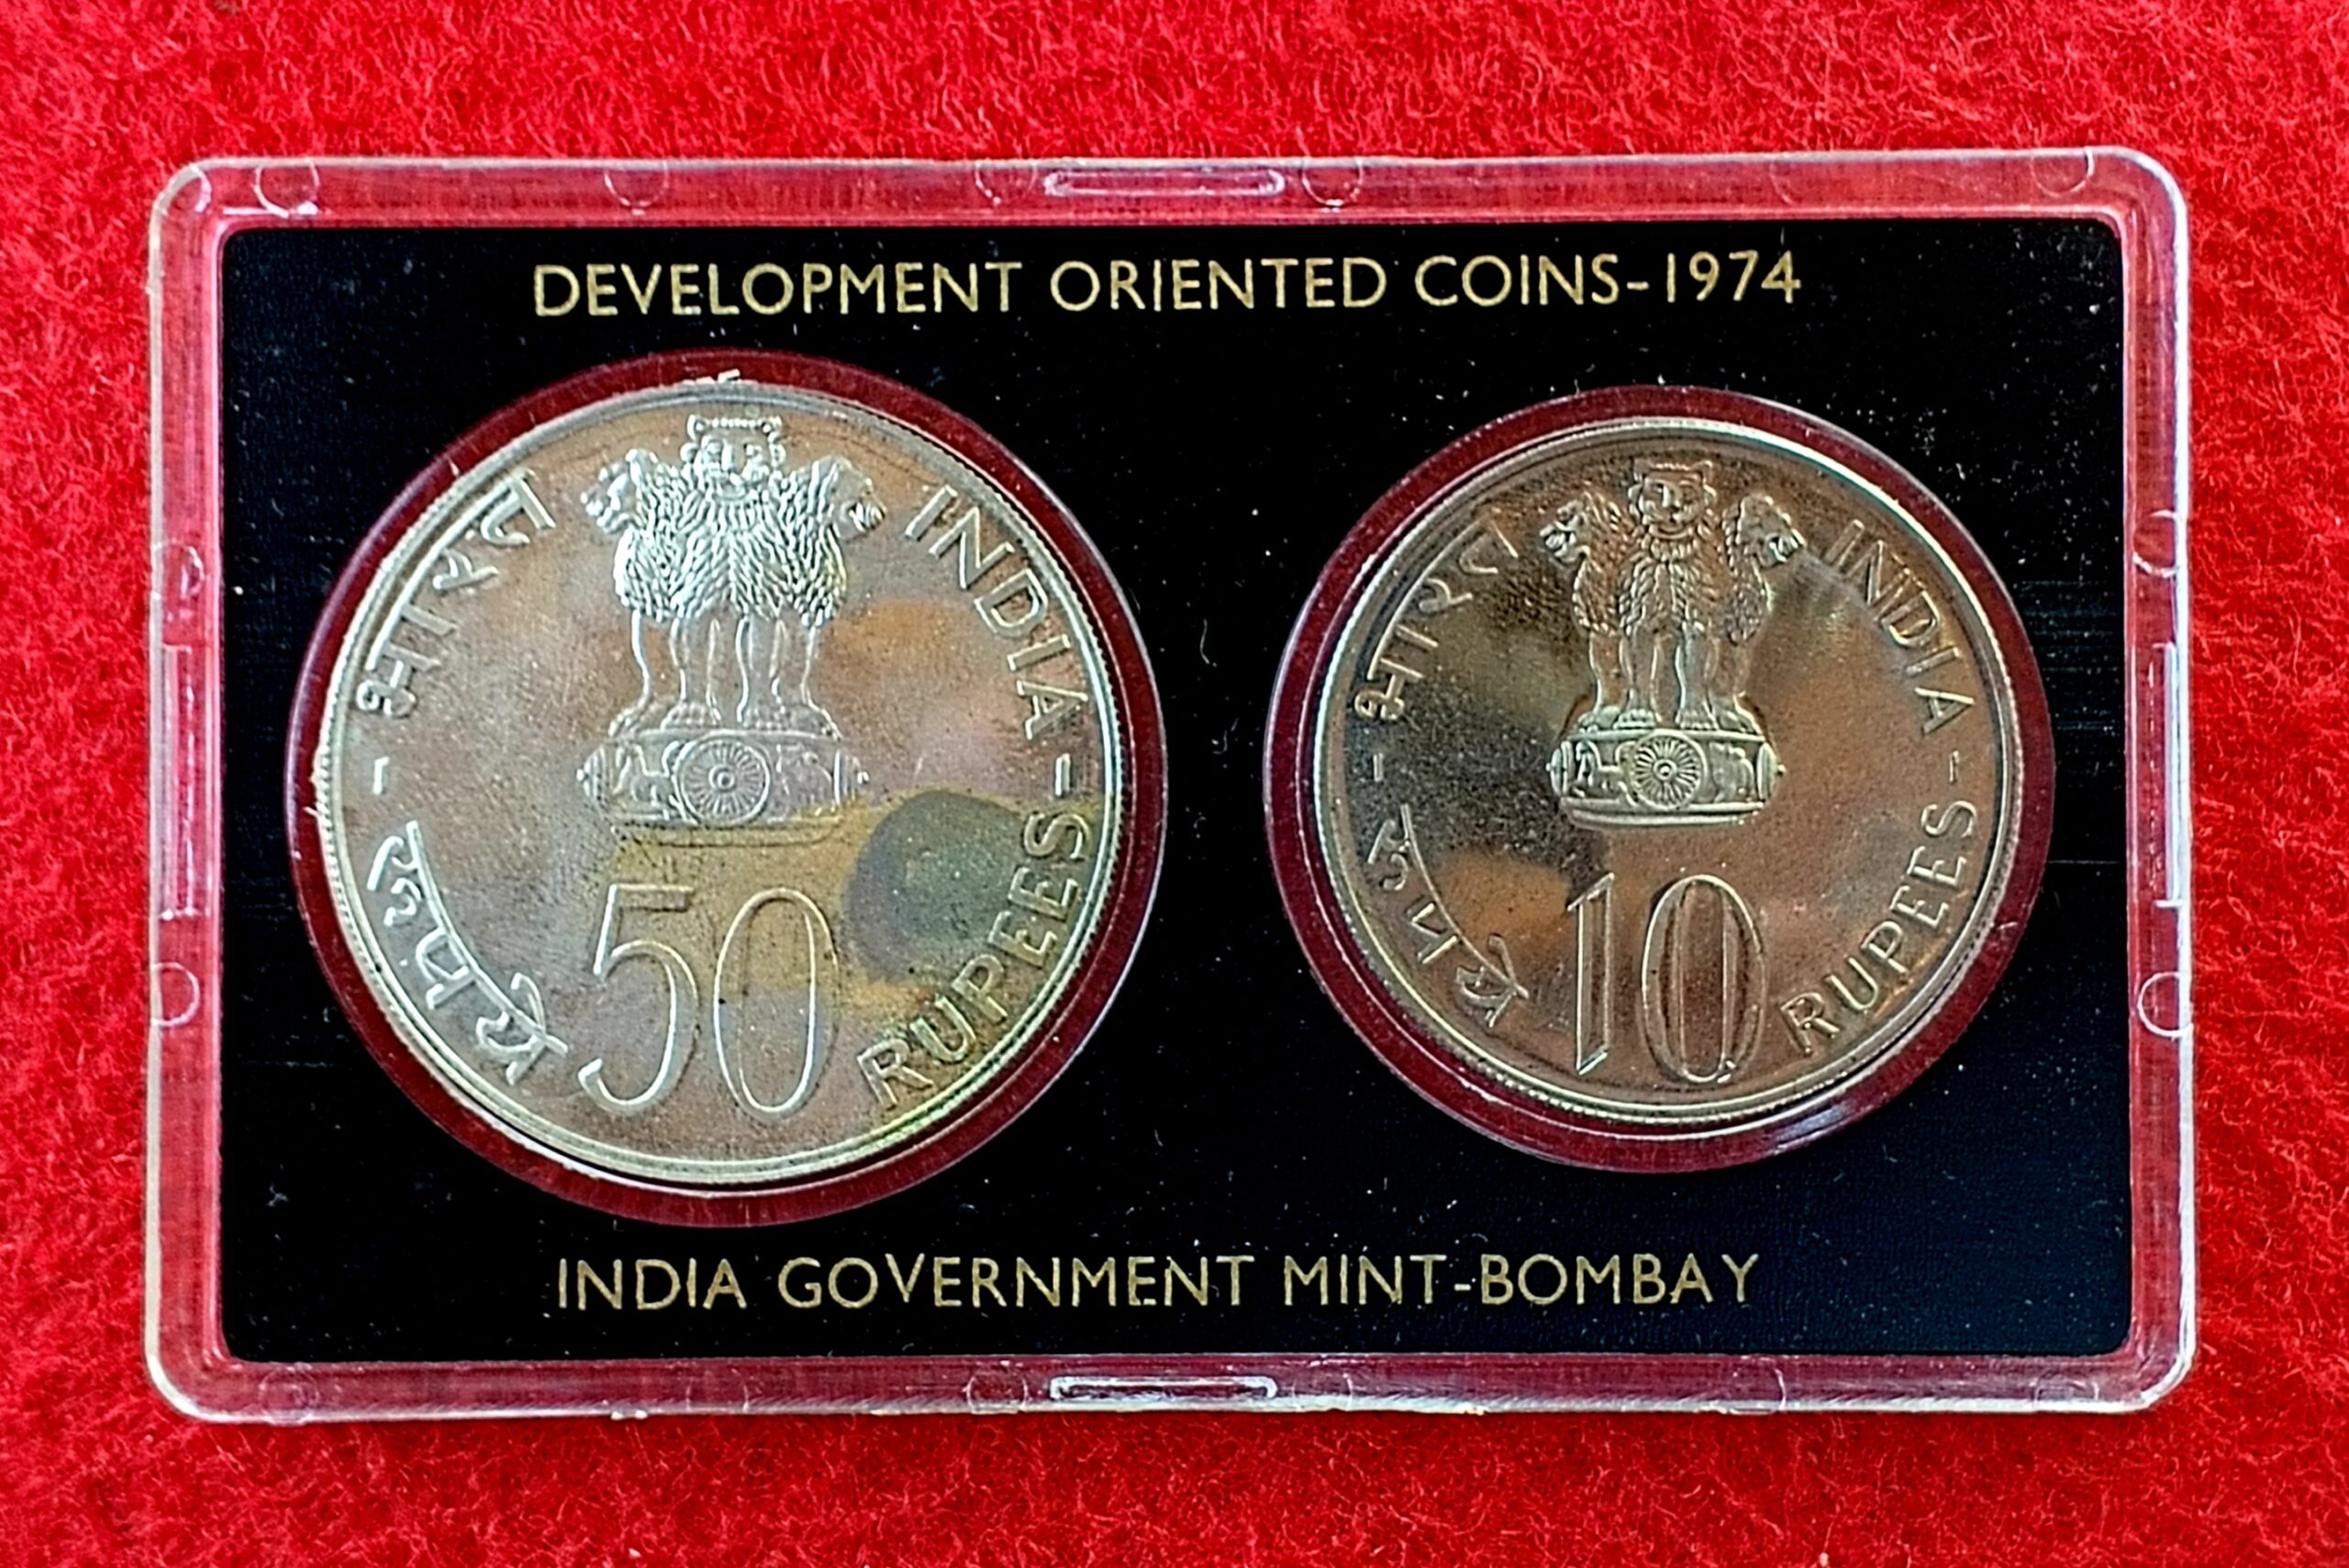 DEVELOPMENT ORIENTED COINS-1974
भारत
INDIA
रुपये
50
RUPEES
भारत
INDIA
रुपये
10
RUPEES
INDIA GOVERNMENT MINT-BOMBAY